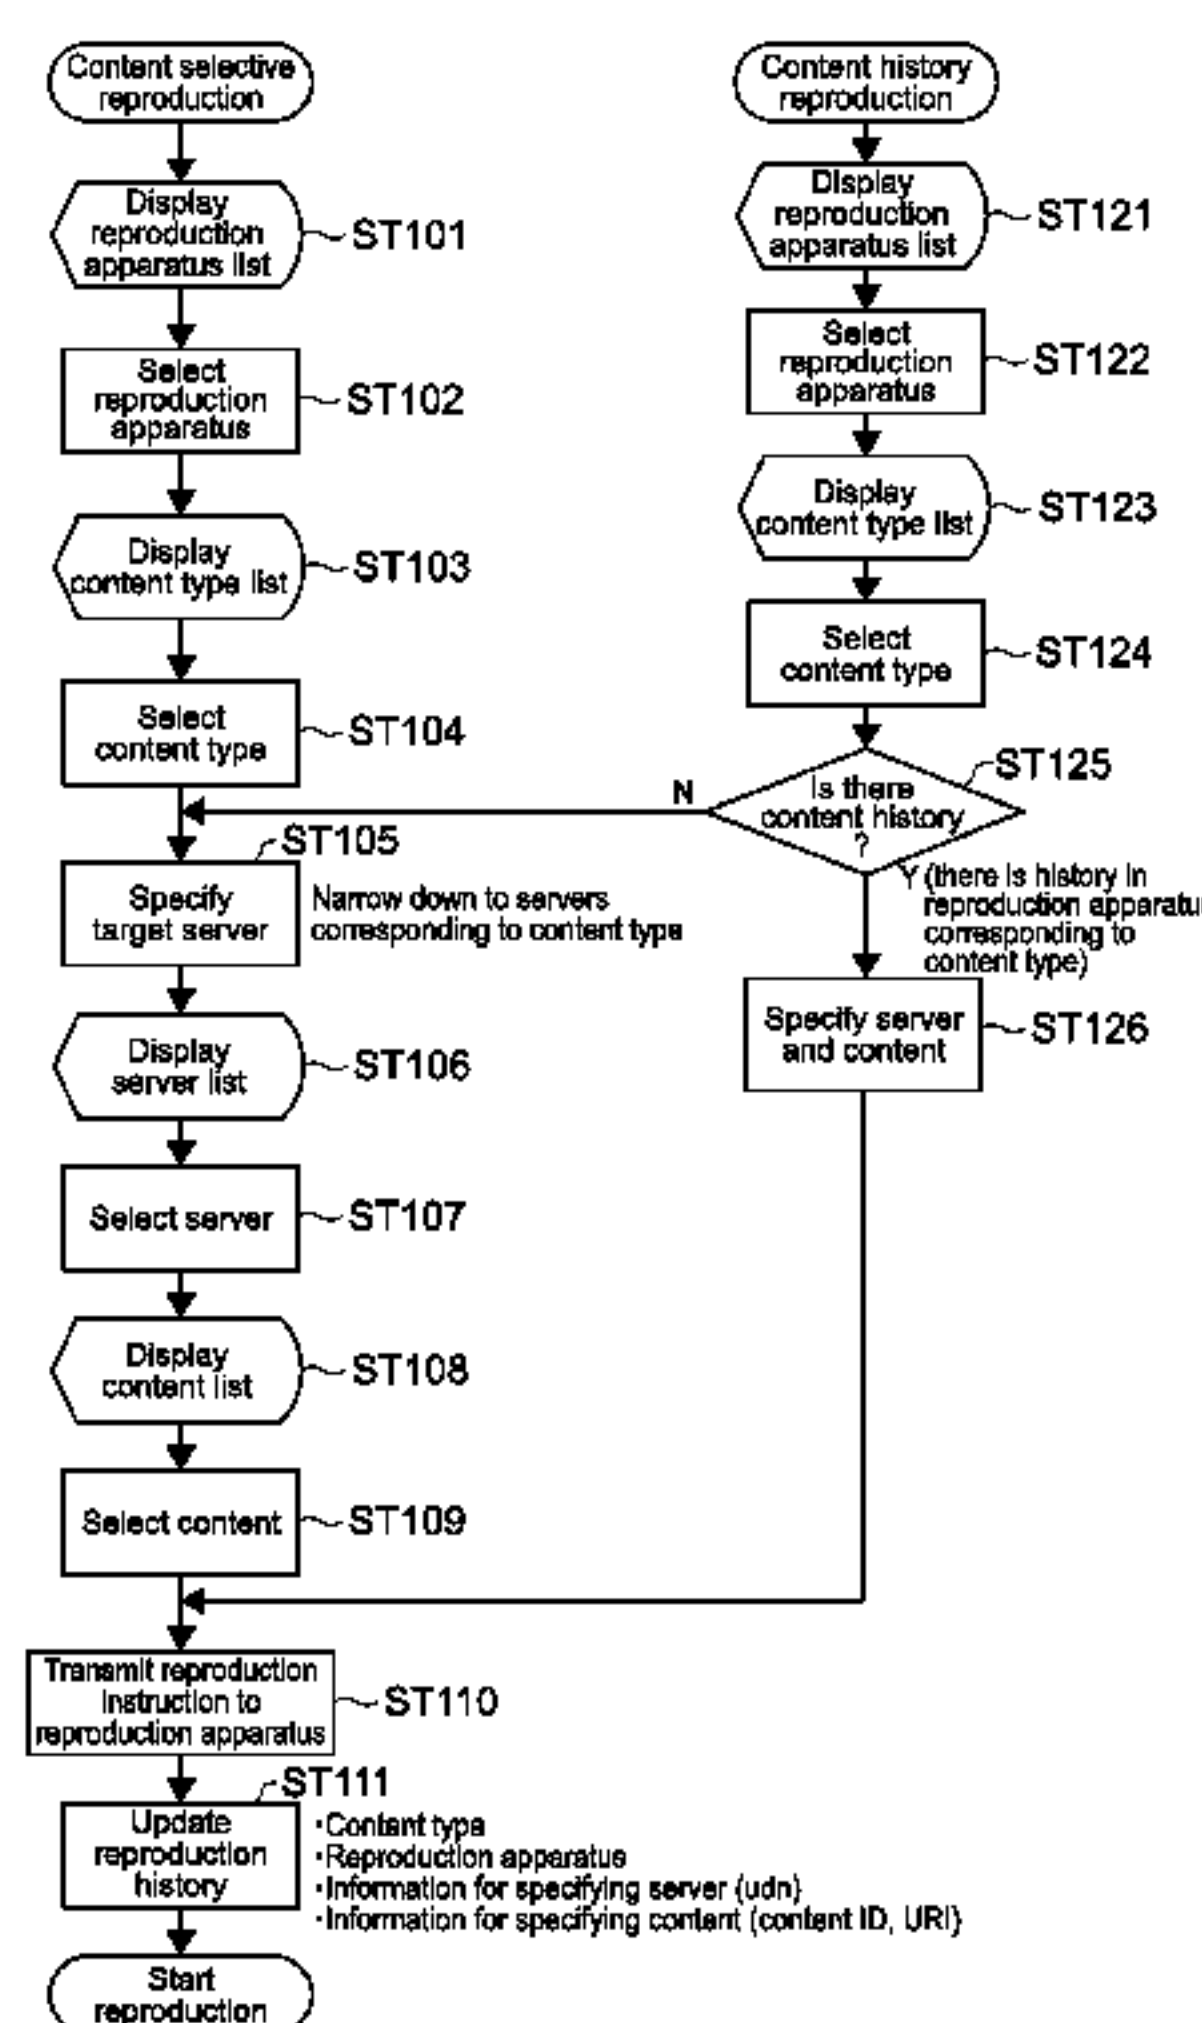 Content selective
reproduction
Display
reproduction
apparatus list
ST101
Select
reproduction
apparatus
ST102
Display
content type list
ST103
Select
content type
ST104
ST105
Specify
target server
Narrow down to servers
corresponding to content type
Display
server list
ST106
Select server
ST107
Display
content list
ST108
Select content
ST109
Transmit reproduction
instruction to
reproduction apparatus
ST110
ST111
Update
reproduction
history
·Content type
·Reproduction apparatus
·Information for specifying server (udn)
·Information for specifying content (content ID, URI)
Start
reproduction
Content history
reproduction
Display
reproduction
apparatus list
ST121
Select
reproduction
apparatus
ST122
Display
content type list
ST123
Select
content type
ST124
ST125
Is there
content history
?
N
Y (there is history in
reproduction apparatu
corresponding to
content type)
Specify server
and content
ST126